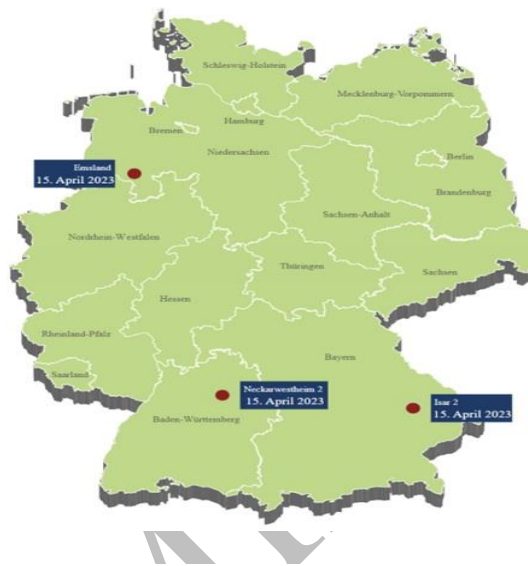 Schleswig-Holstein
Mecklenburg-Vorpommern
Hamburg
Bremen
Niedersachsen
Berlin
Emsland
15. April 2023
Brandenburg
Sachsen-Anhalt
Nordrhein-Westfalen
Thüringen
Sachsen
Hessen
Rheinland-Pfalz
Bayern
Saarland
Neckarwestheim 2
15. April 2023
Isar 2
15. April 2023
Baden-Württemberg